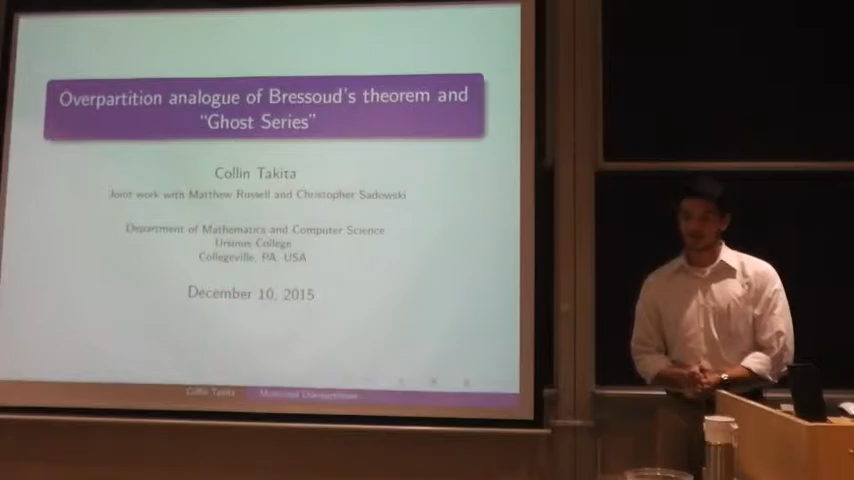 Overpartition analogue of Bressoud's theorem and
"Ghost Series"
Collin Takita
Joint work with Matthew Russell and Christopher Sadowski
Department of Mathematics and Computer Science
Ursinus College
Collegeville, PA, USA
December 10, 2015
Collin Takita